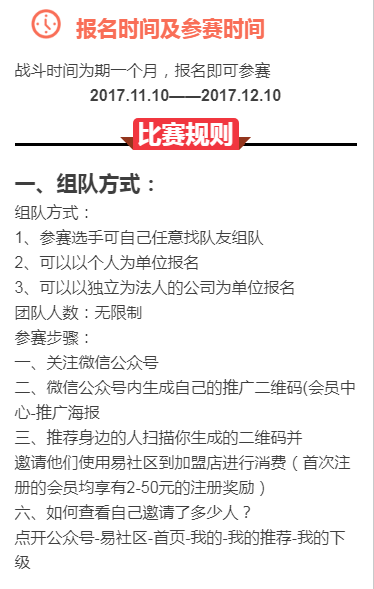 报名时间及参赛时间
战斗时间为期一个月，报名即可参赛
2017.11.10——2017.12.10
比赛规则
一、组队方式：
组队方式：
1、参赛选手可自己任意找队友组队
2、可以以个人为单位报名
3、可以以独立为法人的公司为单位报名
团队人数：无限制
参赛步骤：
一、关注微信公众号
二、微信公众号内生成自己的推广二维码(会员中
心-推广海报
三、推荐身边的人扫描你生成的二维码并
邀请他们使用易社区到加盟店进行消费（首次注
册的会员均享有2-50元的注册奖励）
六、如何查看自己邀请了多少人？
点开公众号-易社区-首页-我的-我的推荐-我的下
级